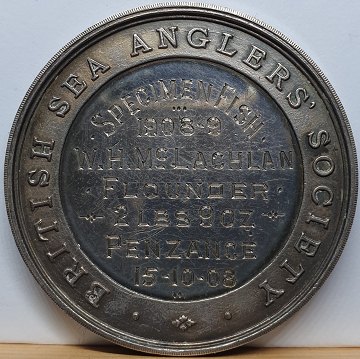 BRITISH SEA ANGLERS' SOCIETY
SPECIMEN FISH.
1908-9
W.H. McLACHLAN
FLOUNDER
2 LBS 9 OZ
PENZANCE
15-10-08